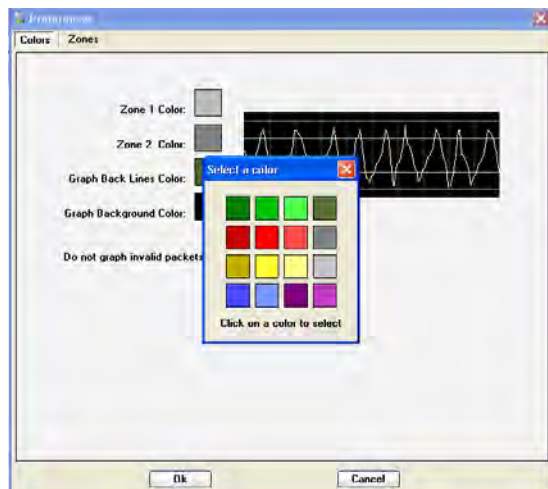 Preferences
Colors Zones
Zone 1 Color:
Zone 2 Color:
Graph Back Lines Color:
Graph Background Color:
Do not graph invalid packets
Select a color
Click on a color to select
Ok Cancel